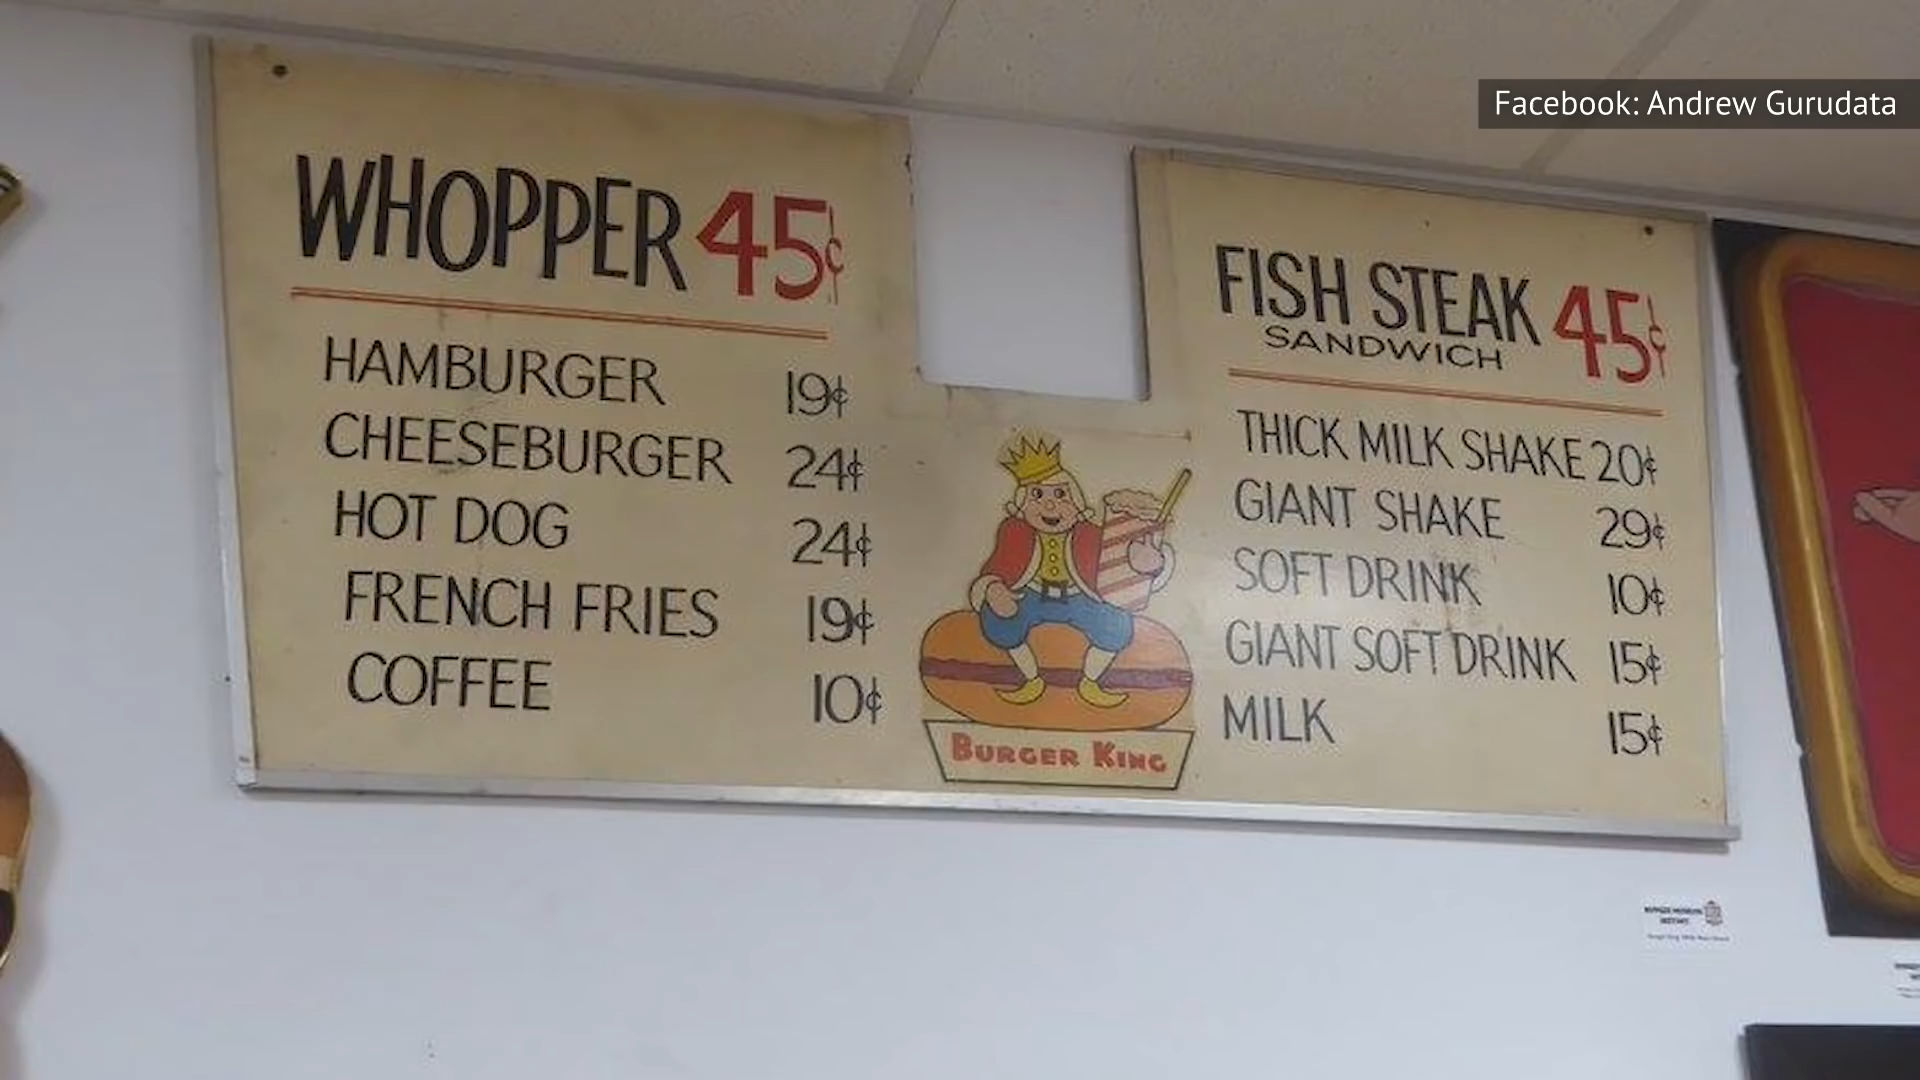 Facebook: Andrew Gurudata
WHOPPER 45¢
HAMBURGER 19¢
CHEESEBURGER 24¢
HOT DOG 24¢
FRENCH FRIES 19¢
COFFEE 10¢
BURGER KING
FISH STEAK 45¢
SANDWICH
THICK MILK SHAKE 20¢
GIANT SHAKE 29¢
SOFT DRINK 10¢
GIANT SOFT DRINK 15¢
MILK 15¢